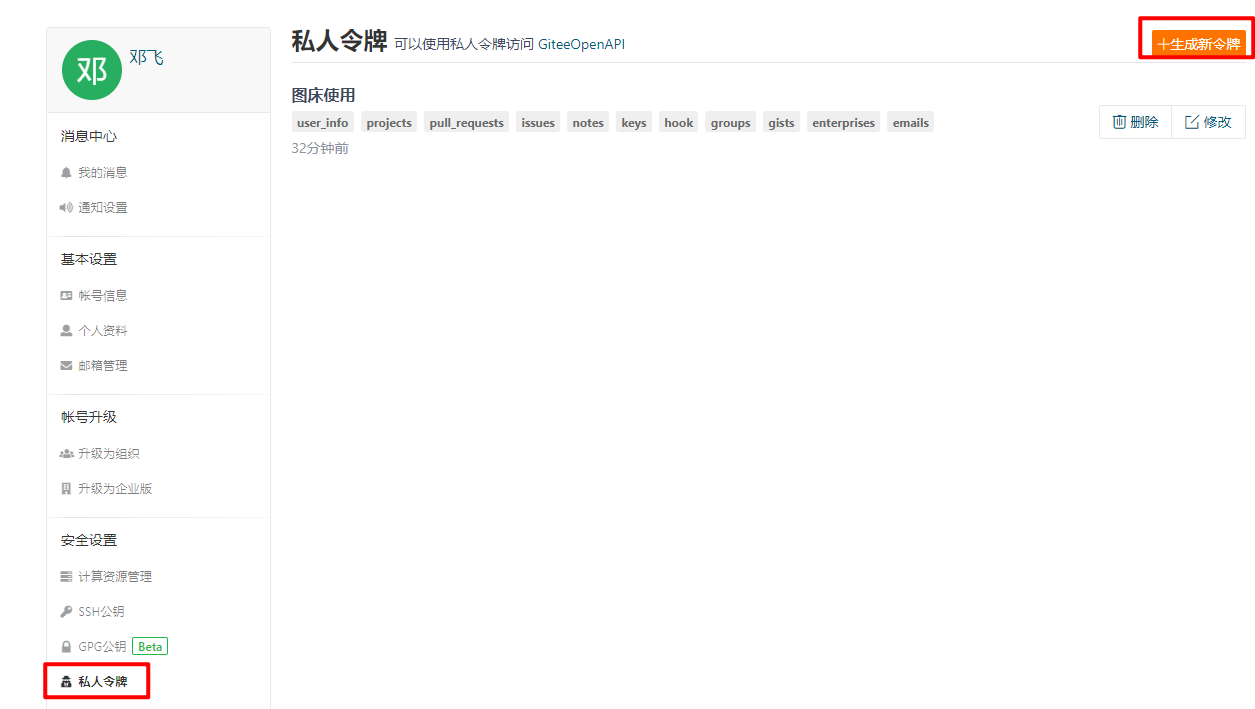 邓
邓飞
消息中心
我的消息
通知设置
基本设置
帐号信息
个人资料
邮箱管理
帐号升级
升级为组织
升级为企业版
安全设置
计算资源管理
SSH公钥
GPG公钥 Beta
私人令牌
私人令牌 可以使用私人令牌访问 GiteeOpenAPI
+生成新令牌
图床使用
user_info projects pull_requests issues notes keys hook groups gists enterprises emails
32分钟前
删除 修改